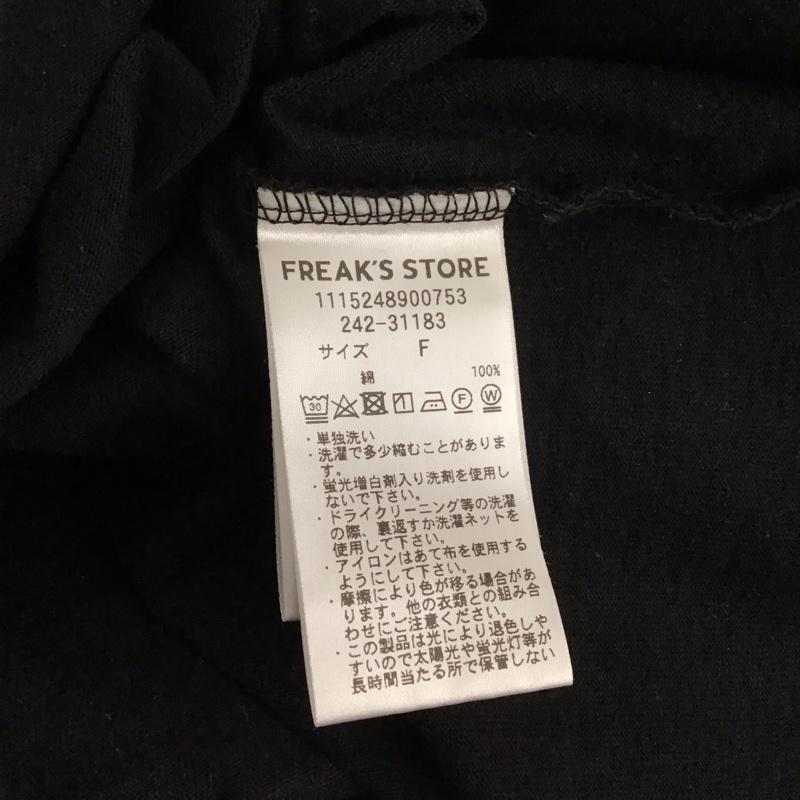 FREAK'S STORE
1115248900753
242-31183
サイズ F
綿 100%
30 F W
・単独洗い
・洗濯で多少縮むことがありま
す。
・蛍光増白剤入り洗剤を使用し
ないで下さい。
・ドライクリーニング等の洗濯
の際、裏返すか洗濯ネットを
使用して下さい。
・アイロンはあて布を使用する
ようにして下さい。
・摩擦により色が移る場合があ
ります。他の衣類との組み合
わせにご注意ください。
・この製品は光により退色しや
すいので太陽光や蛍光灯等が
長時間当たる所で保管しない